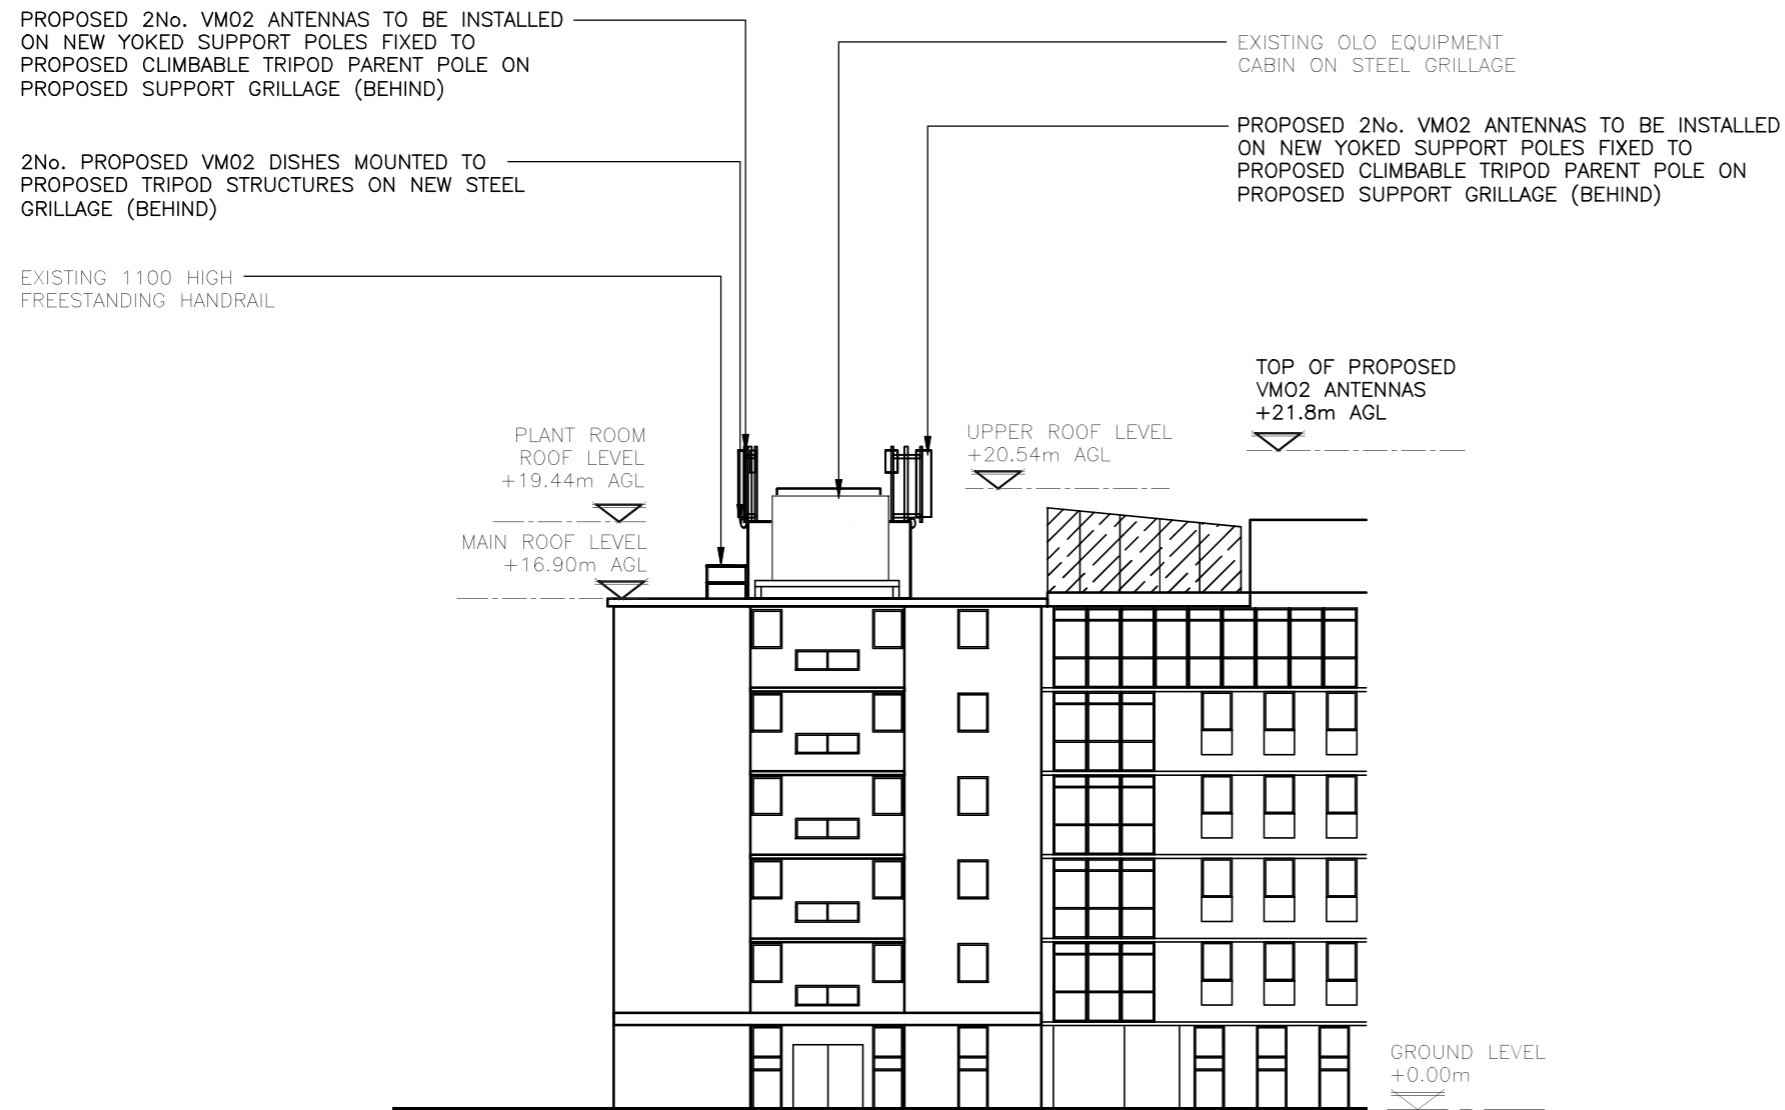 PROPOSED 2No. VMO2 ANTENNAS TO BE INSTALLED
ON NEW YOKED SUPPORT POLES FIXED TO
PROPOSED CLIMBABLE TRIPOD PARENT POLE ON
PROPOSED SUPPORT GRILLAGE (BEHIND)
2No. PROPOSED VMO2 DISHES MOUNTED TO
PROPOSED TRIPOD STRUCTURES ON NEW STEEL
GRILLAGE (BEHIND)
EXISTING 1100 HIGH
FREESTANDING HANDRAIL
EXISTING OLO EQUIPMENT
CABIN ON STEEL GRILLAGE
PROPOSED 2No. VMO2 ANTENNAS TO BE INSTALLED
ON NEW YOKED SUPPORT POLES FIXED TO
PROPOSED CLIMBABLE TRIPOD PARENT POLE ON
PROPOSED SUPPORT GRILLAGE (BEHIND)
TOP OF PROPOSED
VMO2 ANTENNAS
+21.8m AGL
UPPER ROOF LEVEL
+20.54m AGL
PLANT ROOM
ROOF LEVEL
+19.44m AGL
MAIN ROOF LEVEL
+16.90m AGL
GROUND LEVEL
+0.00m